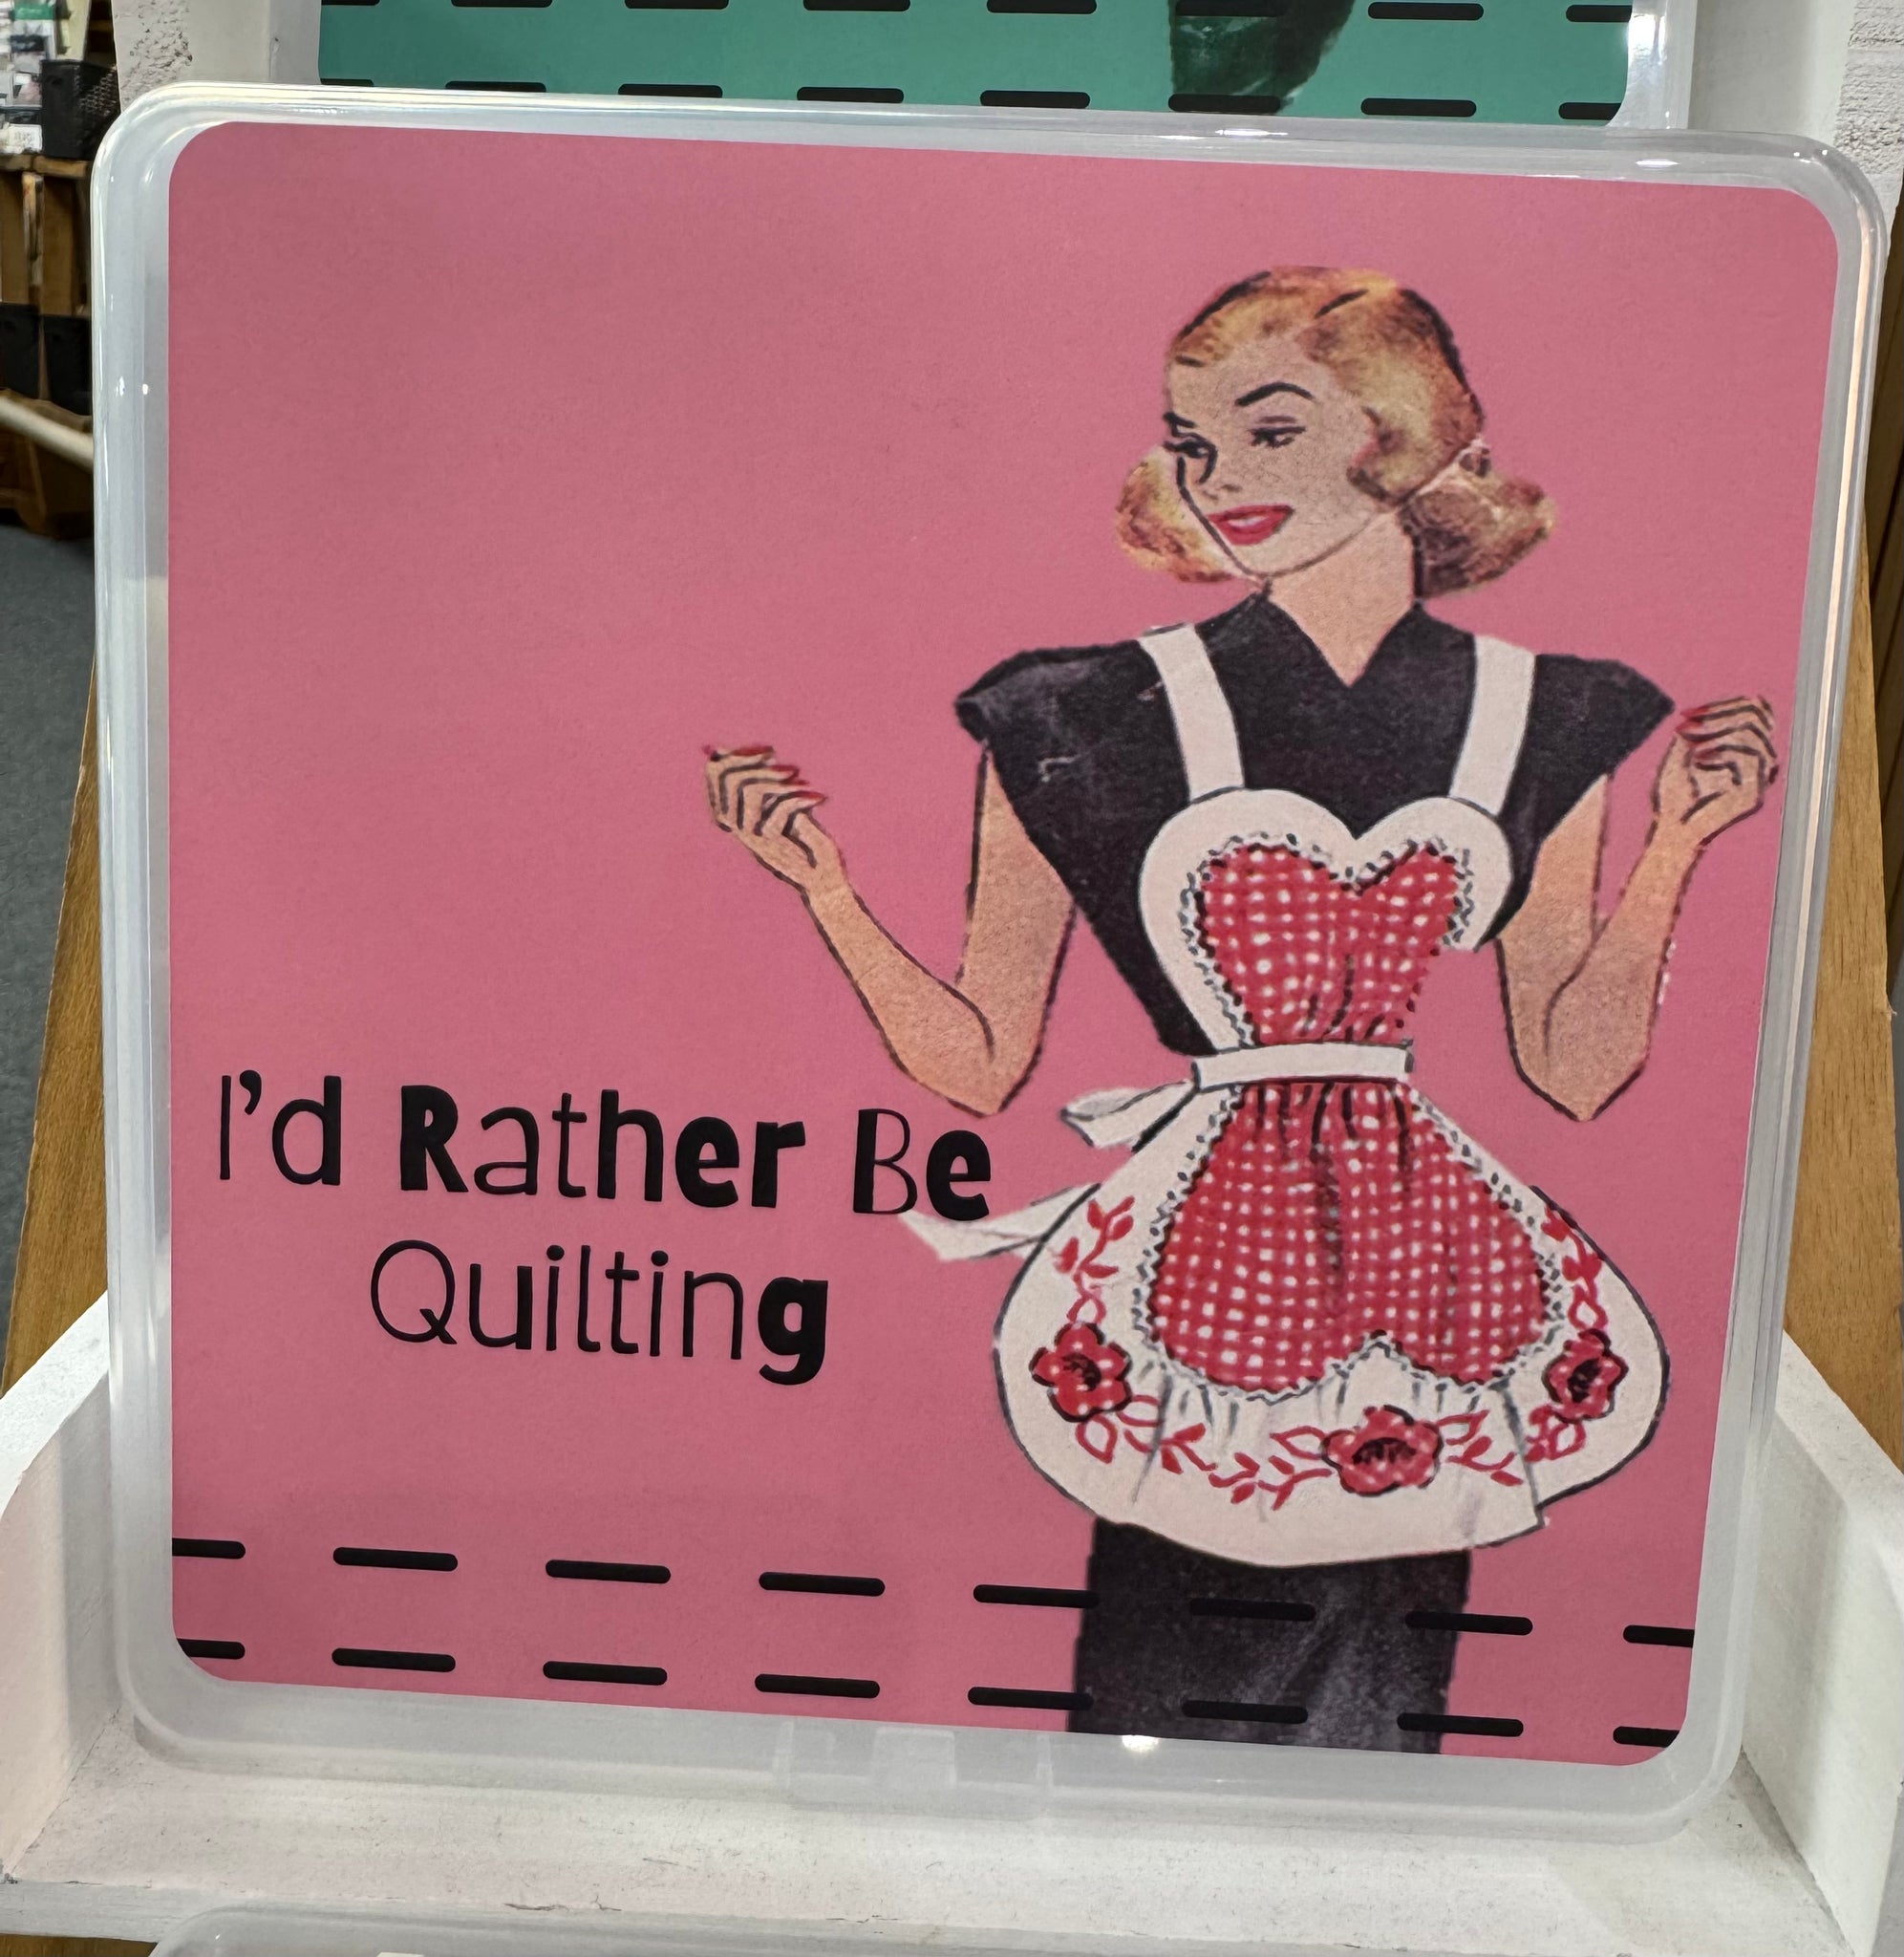 I'd Rather Be
Quilting